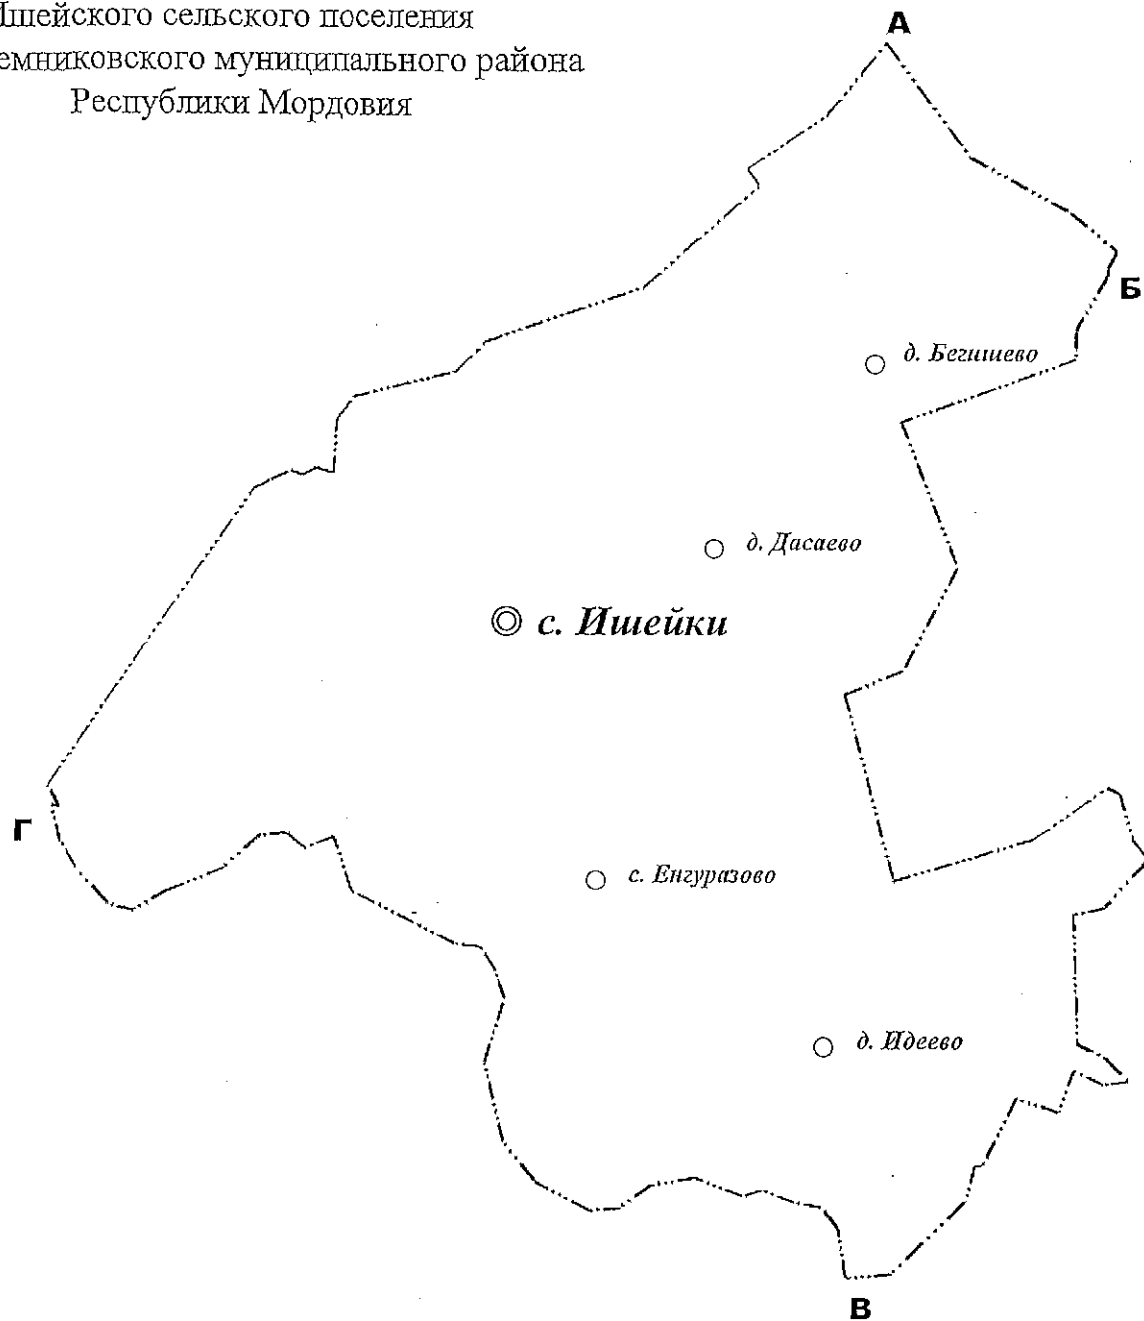 Ишейского сельского поселения
емниковского муниципального района
Республики Мордовия
А
Б
д. Бегишево
д. Дасаево
с. Ишейки
Г
с. Енгуразово
д. Идеево
В